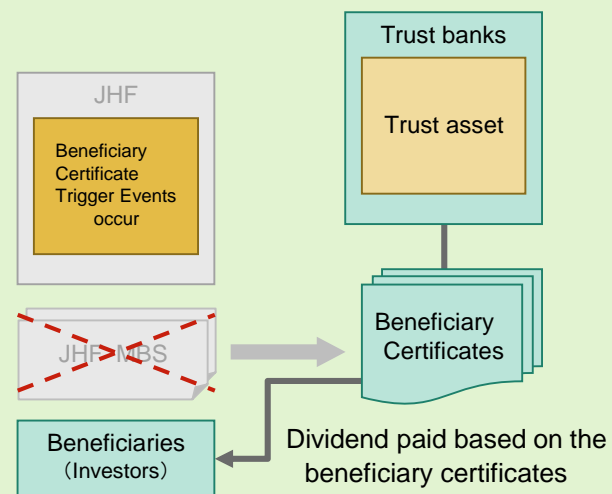 Trust banks
Trust asset
JHF
Beneficiary
Certificate
Trigger Events
occur
JHF MBS
Beneficiary
Certificates
Beneficiaries
（Investors）
Dividend paid based on the
beneficiary certificates